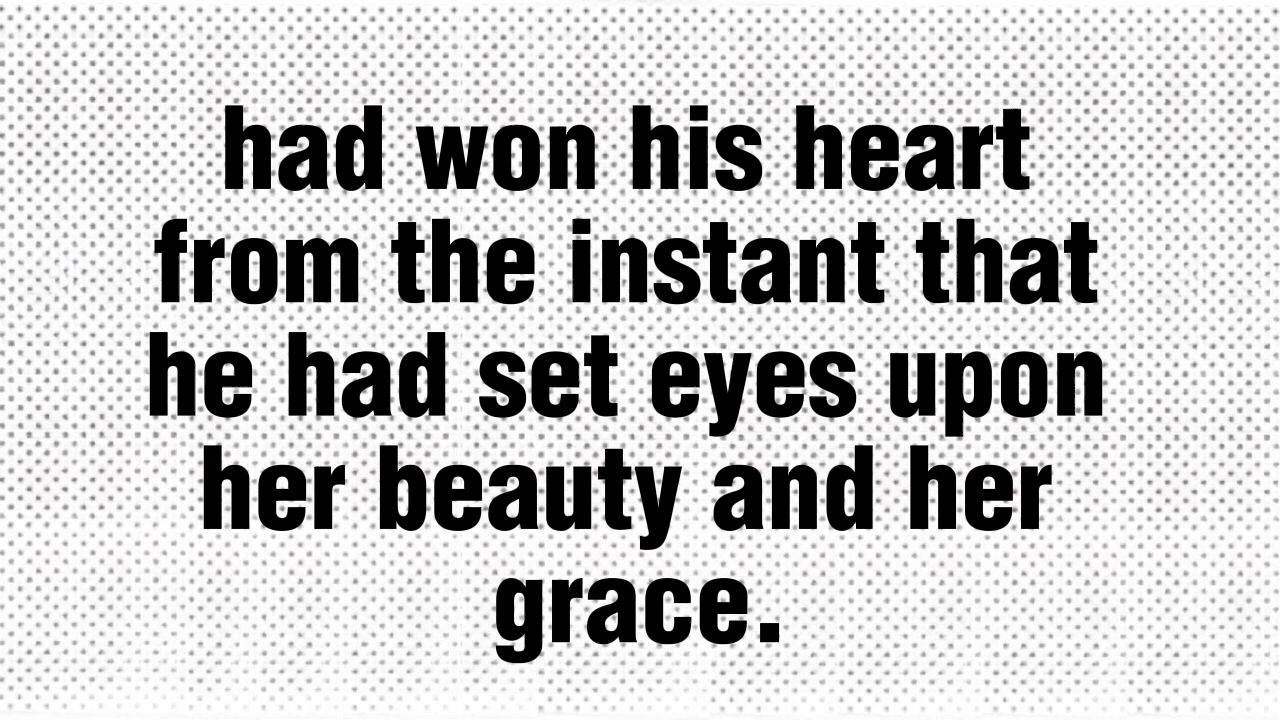 had won his heart
from the instant that
he had set eyes upon
her beauty and her
grace.